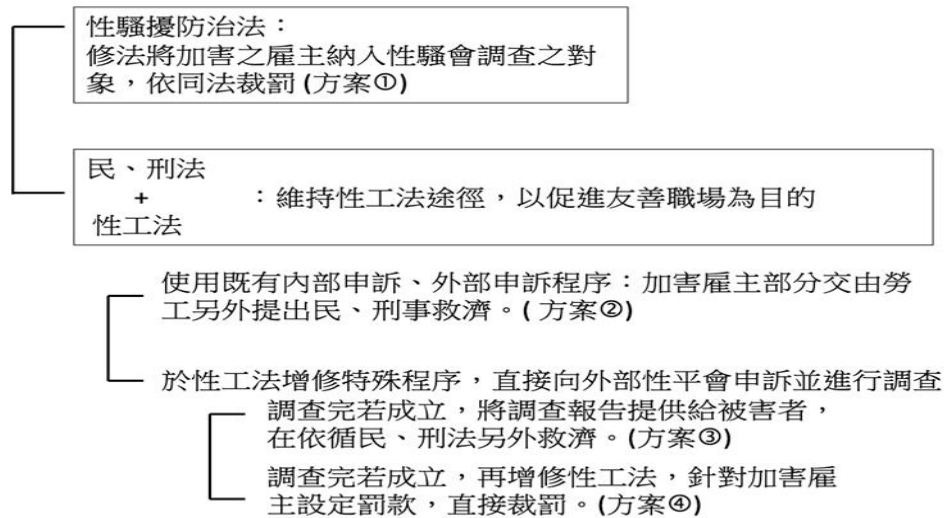 性騷擾防治法：
修法將加害之雇主納入性騷會調查之對
象，依同法裁罰(方案①)
民、刑法
+
：維持性工法途徑，以促進友善職場為目的
性工法
使用既有內部申訴、外部申訴程序：加害雇主部分交由勞
工另外提出民、刑事救濟。( 方案②)
於性工法增修特殊程序，直接向外部性平會申訴並進行調查
調查完若成立，將調查報告提供給被害者，
在依循民、刑法另外救濟。(方案③)
調查完若成立，再增修性工法，針對加害雇
主設定罰款，直接裁罰。(方案④)